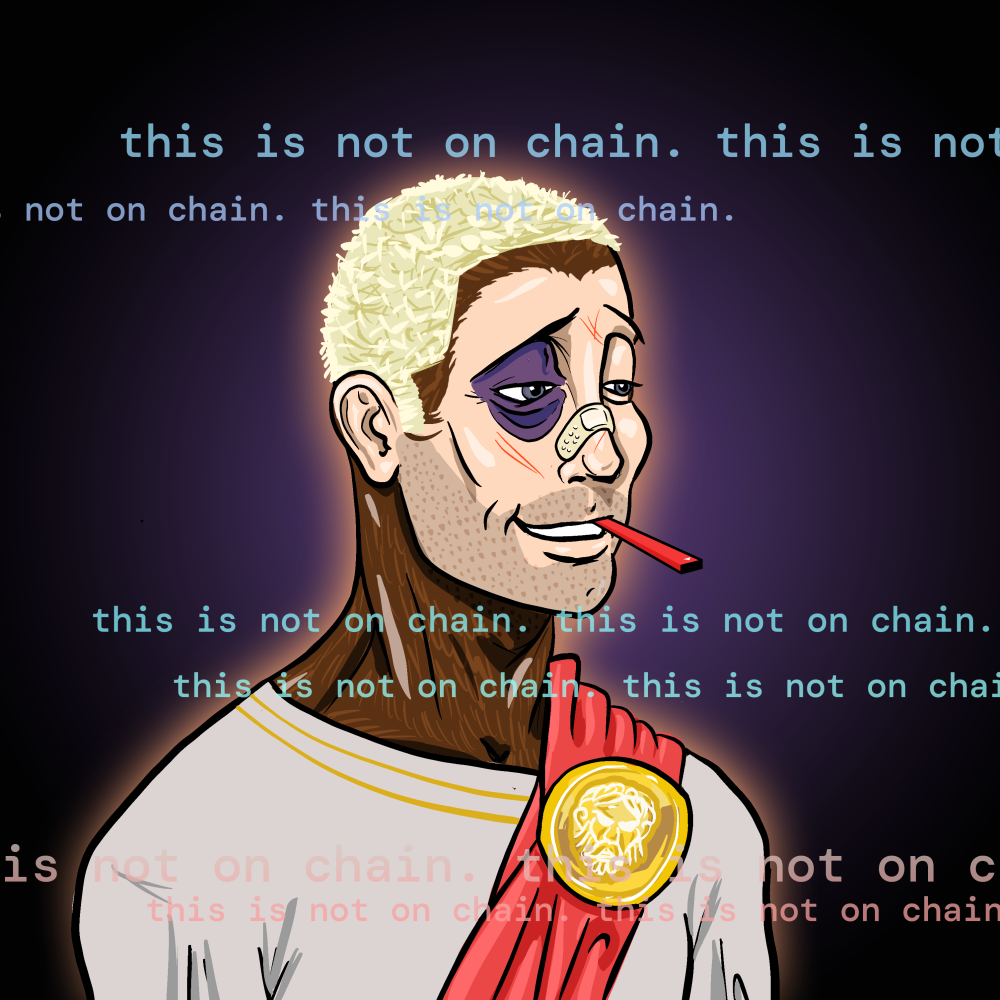 this is not on chain. this is not
not on chain. this is not on chain.
this is not on chain. this is not on chain.
this is not on chain. this is not on chai
is not on chain. this is not on c
this is not on chain. this is not on chain